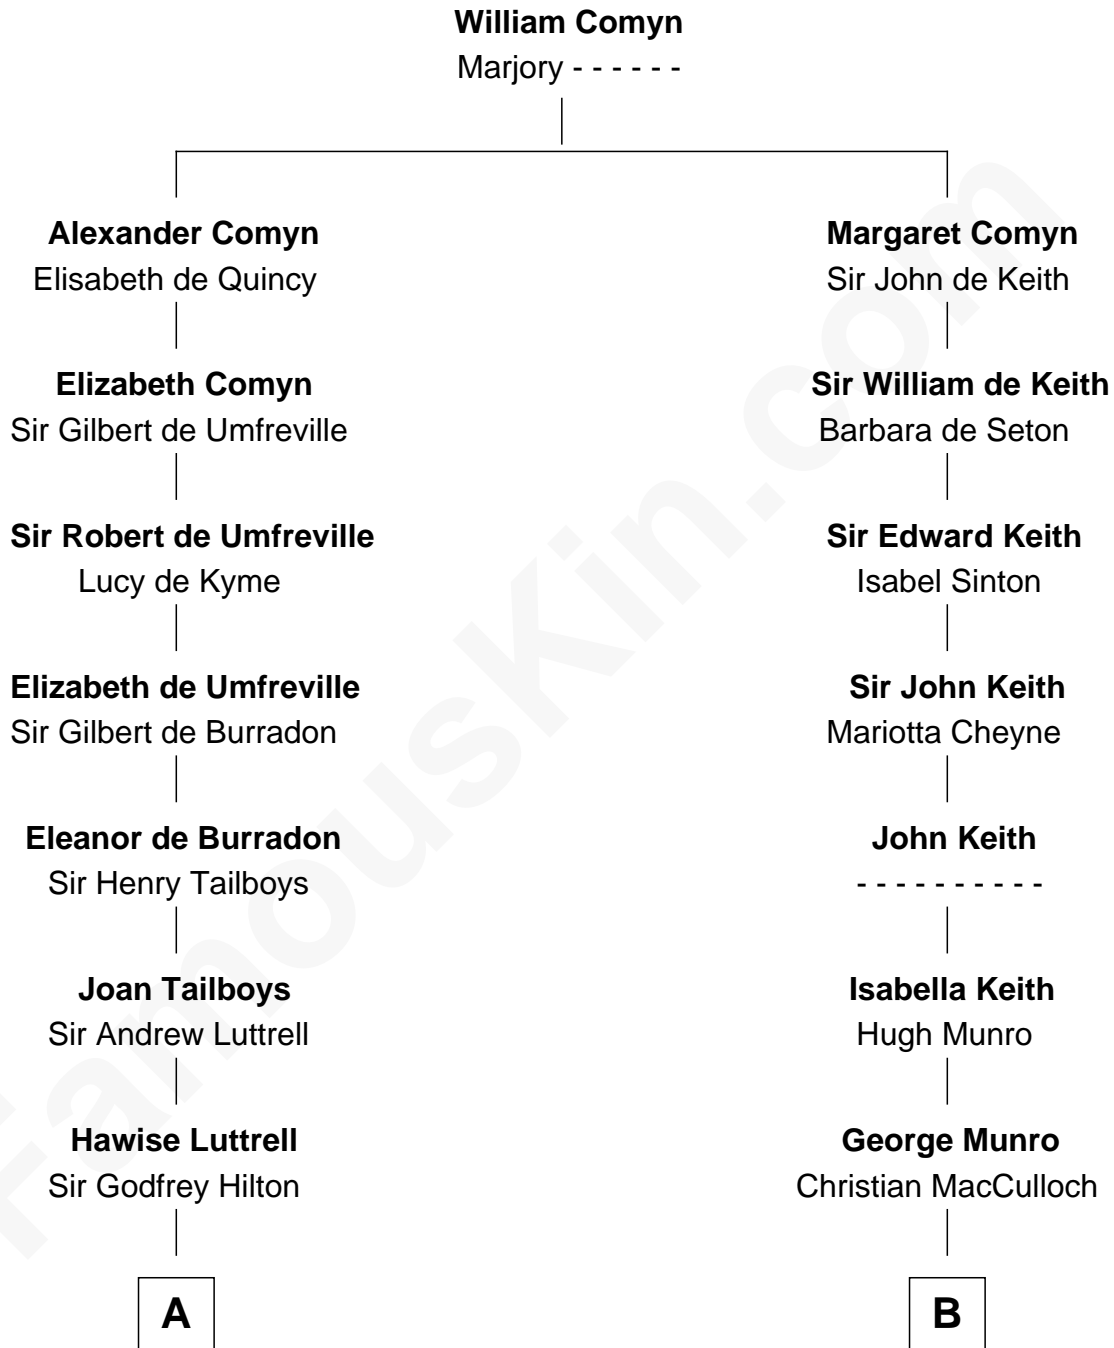 William Comyn
Marjory - - - - - -
Alexander Comyn
Elisabeth de Quincy
Margaret Comyn
Sir John de Keith
Elizabeth Comyn
Sir Gilbert de Umfreville
Sir William de Keith
Barbara de Seton
Sir Robert de Umfreville
Lucy de Kyme
Sir Edward Keith
Isabel Sinton
Elizabeth de Umfreville
Sir Gilbert de Burradon
Sir John Keith
Mariotta Cheyne
Eleanor de Burradon
Sir Henry Tailboys
John Keith
- - - - - - - - - -
Joan Tailboys
Sir Andrew Luttrell
Isabella Keith
Hugh Munro
Hawise Luttrell
Sir Godfrey Hilton
George Munro
Christian MacCulloch
A
B
FamousKin.com